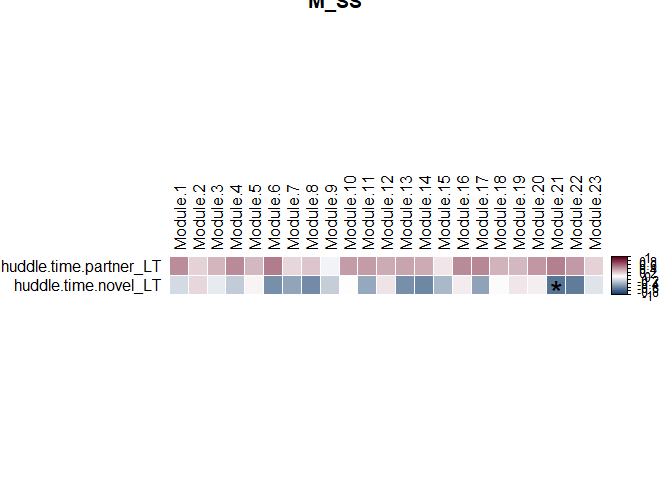 M_SS
Module.1
Module.2
Module.3
Module.4
Module.5
Module.6
Module.7
Module.8
Module.9
Module.10
Module.11
Module.12
Module.13
Module.14
Module.15
Module.16
Module.17
Module.18
Module.19
Module.20
Module.21
Module.22
Module.23
huddle.time.partner_LT
huddle.time.novel_LT
*